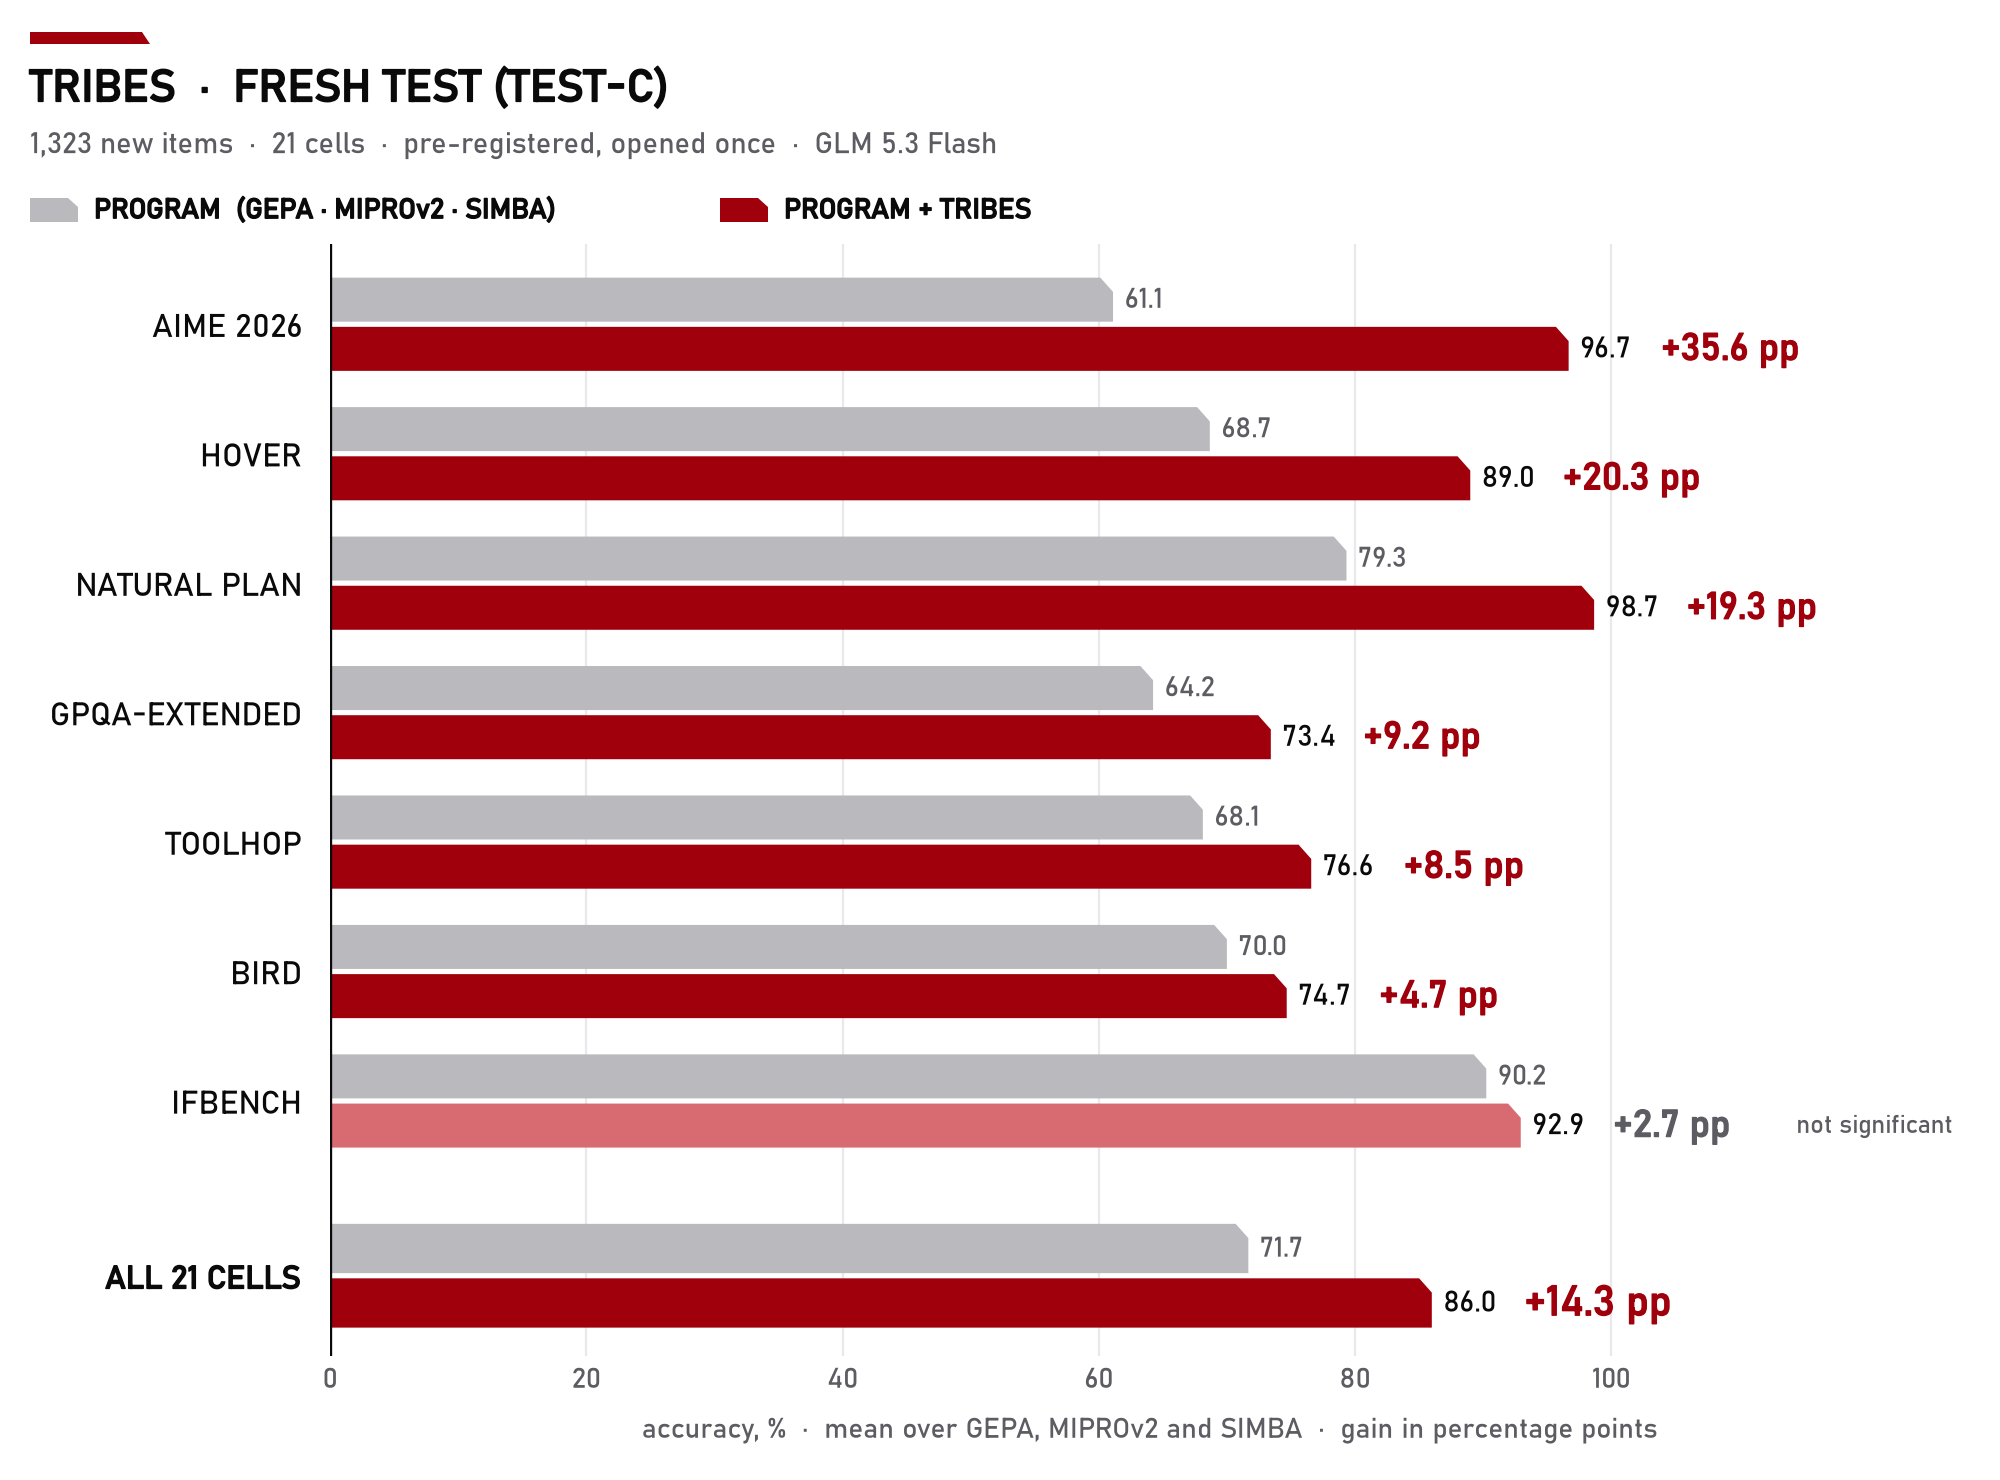 TRIBES · FRESH TEST (TEST-C)
1,323 new items · 21 cells · pre-registered, opened once · GLM 5.3 Flash
PROGRAM (GEPA · MIPROv2 · SIMBA)
PROGRAM + TRIBES
AIME 2026
61.1
96.7 +35.6 pp
HOVER
68.7
89.0 +20.3 pp
NATURAL PLAN
79.3
98.7 +19.3 pp
GPQA-EXTENDED
64.2
73.4 +9.2 pp
TOOLHOP
68.1
76.6 +8.5 pp
BIRD
70.0
74.7 +4.7 pp
IFBENCH
90.2
92.9 +2.7 pp not significant
ALL 21 CELLS
71.7
86.0 +14.3 pp
0 20 40 60 80 100
accuracy, % · mean over GEPA, MIPROv2 and SIMBA · gain in percentage points